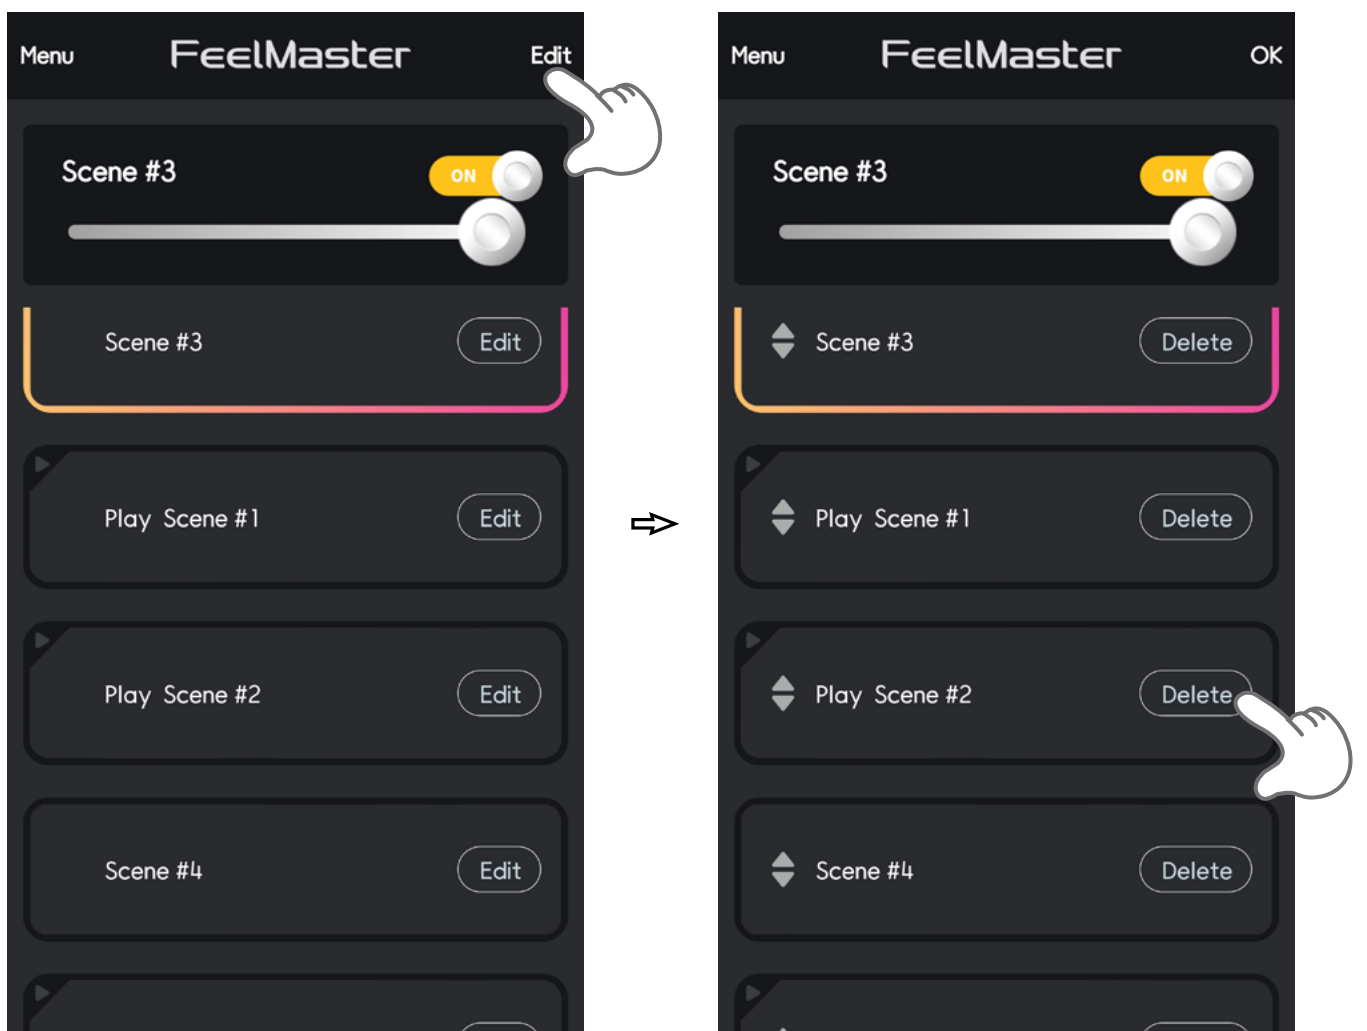 Menu FeelMaster Edit
Scene #3 ON
Scene #3 Edit
Play Scene #1 Edit
Play Scene #2 Edit
Scene #4 Edit
Menu FeelMaster OK
Scene #3 ON
Scene #3 Delete
Play Scene #1 Delete
Play Scene #2 Delete
Scene #4 Delete